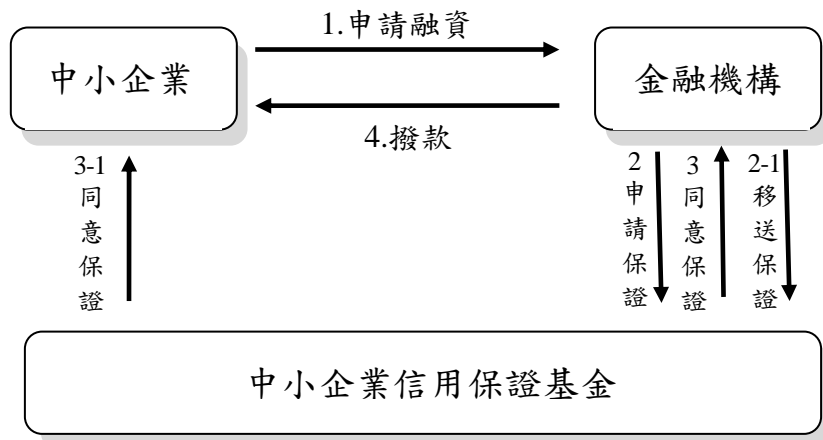 1.申請融資
中小企業
金融機構
4.撥款
3-1
同意保證
2
申請保證
3
同意保證
2-1
移送保證
中小企業信用保證基金